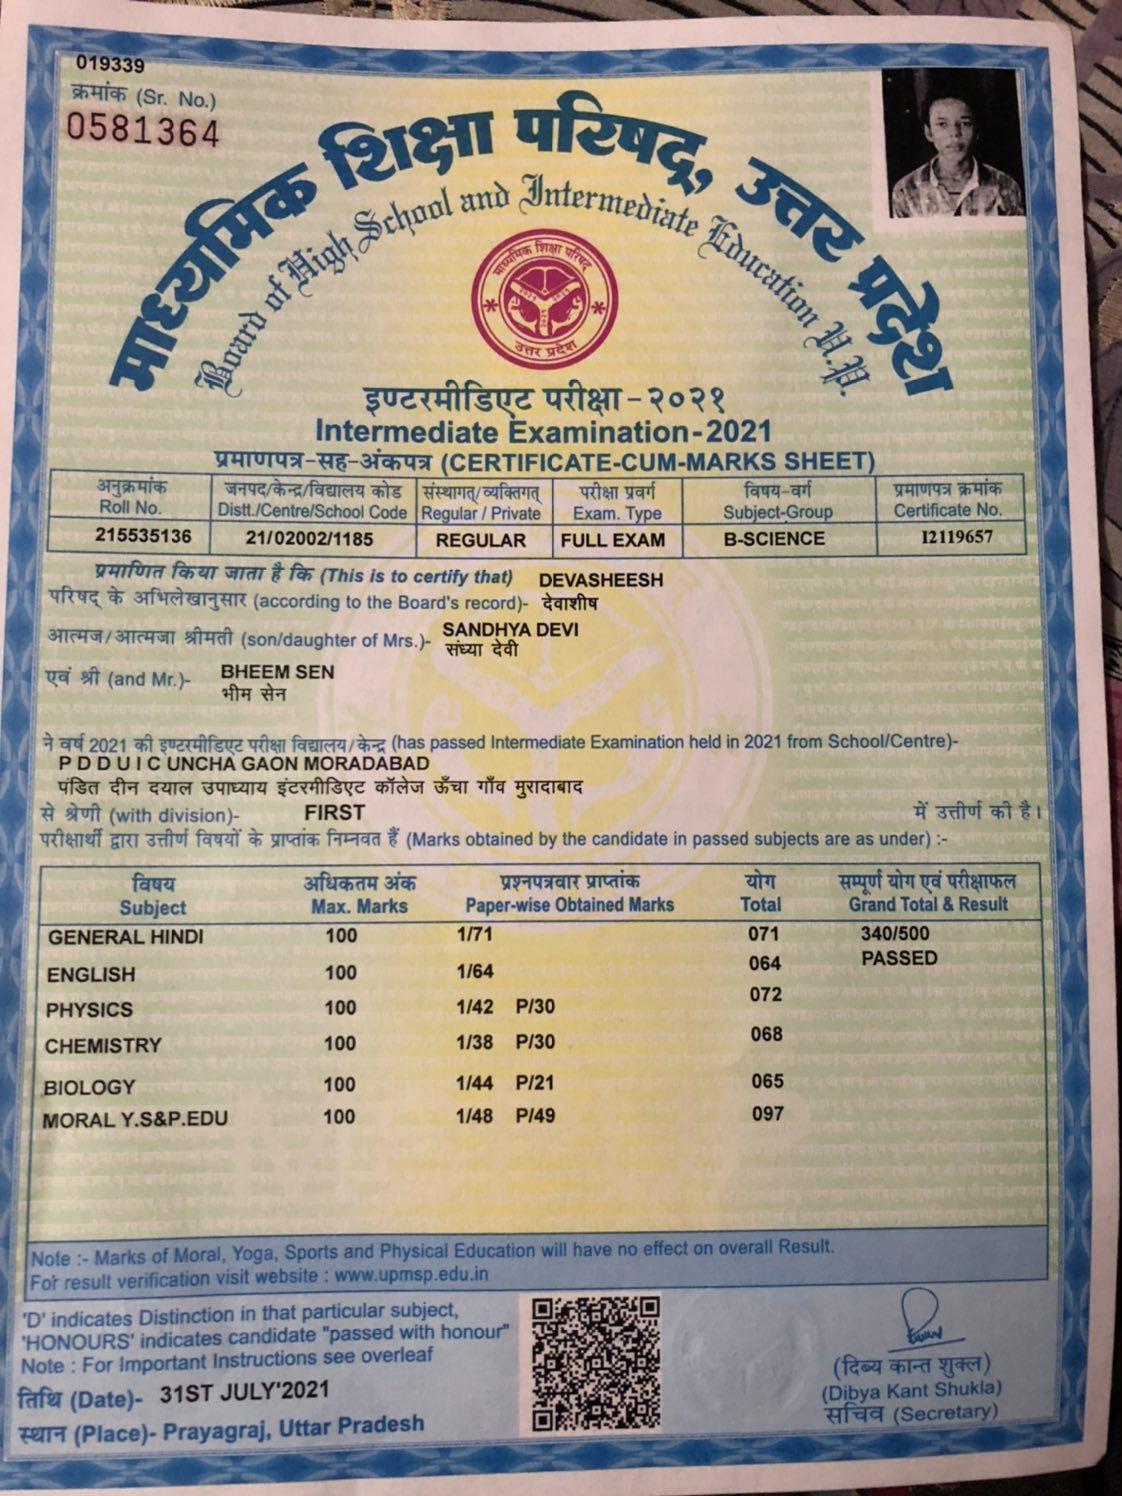 019339
क्रमांक (Sr. No.)
0581364
माध्यमिक शिक्षा परिषद्, उत्तर प्रदेश
Board of High School and Intermediate Education U.P.
माध्यमिक शिक्षा परिषद
उत्तर प्रदेश
इण्टरमीडिएट परीक्षा - २०२१
Intermediate Examination-2021
प्रमाणपत्र-सह-अंकपत्र (CERTIFICATE-CUM-MARKS SHEET)
अनुक्रमांक जनपद/केन्द्र/विद्यालय कोड संस्थागत्/व्यक्तिगत् परीक्षा प्रवर्ग विषय-वर्ग प्रमाणपत्र क्रमांक
Roll No. Distt./Centre/School Code Regular / Private Exam. Type Subject-Group Certificate No.
215535136 21/02002/1185 REGULAR FULL EXAM B-SCIENCE I2119657
प्रमाणित किया जाता है कि (This is to certify that) DEVASHEESH
परिषद् के अभिलेखानुसार (according to the Board's record)- देवाशीष
आत्मज/आत्मजा श्रीमती (son/daughter of Mrs.)- SANDHYA DEVI
संध्या देवी
एवं श्री (and Mr.)- BHEEM SEN
भीम सेन
ने वर्ष 2021 की इण्टरमीडिएट परीक्षा विद्यालय/केन्द्र (has passed Intermediate Examination held in 2021 from School/Centre)-
P D D U I C UNCHA GAON MORADABAD
पंडित दीन दयाल उपाध्याय इंटरमीडिएट कॉलेज ऊँचा गाँव मुरादाबाद
से श्रेणी (with division)- FIRST में उत्तीर्ण की है।
परीक्षार्थी द्वारा उत्तीर्ण विषयों के प्राप्तांक निम्नवत हैं (Marks obtained by the candidate in passed subjects are as under) :-
विषय अधिकतम अंक प्रश्नपत्रवार प्राप्तांक योग सम्पूर्ण योग एवं परीक्षाफल
Subject Max. Marks Paper-wise Obtained Marks Total Grand Total & Result
GENERAL HINDI 100 1/71 071 340/500
PASSED
ENGLISH 100 1/64 064
PHYSICS 100 1/42 P/30 072
CHEMISTRY 100 1/38 P/30 068
BIOLOGY 100 1/44 P/21 065
MORAL Y.S&P.EDU 100 1/48 P/49 097
Note :- Marks of Moral, Yoga, Sports and Physical Education will have no effect on overall Result.
For result verification visit website : www.upmsp.edu.in
'D' indicates Distinction in that particular subject,
'HONOURS' indicates candidate "passed with honour"
Note : For Important Instructions see overleaf
तिथि (Date)- 31ST JULY'2021
स्थान (Place)- Prayagraj, Uttar Pradesh
(दिब्य कान्त शुक्ल)
(Dibya Kant Shukla)
सचिव (Secretary)